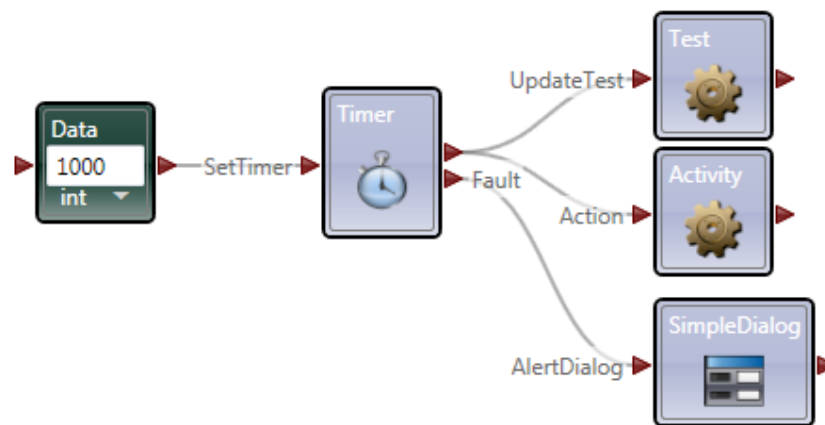 Data
1000
int
SetTimer
Timer
Fault
UpdateTest
Test
Action
Activity
AlertDialog
SimpleDialog